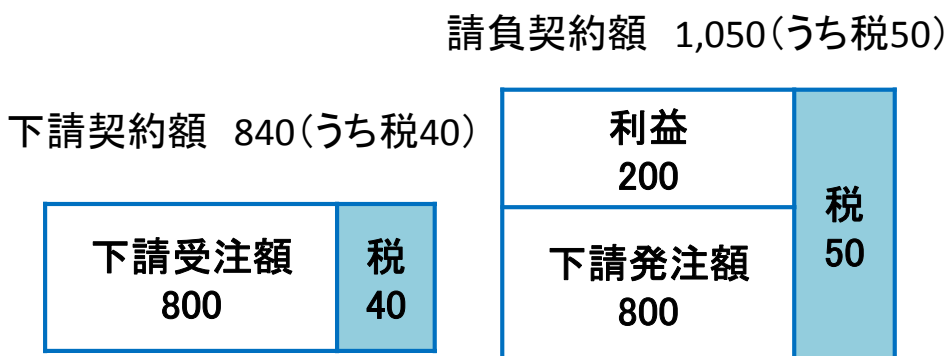 請負契約額　1,050（うち税50）
下請契約額　840（うち税40）
利益
200
税
50
下請受注額
800
税
40
下請発注額
800